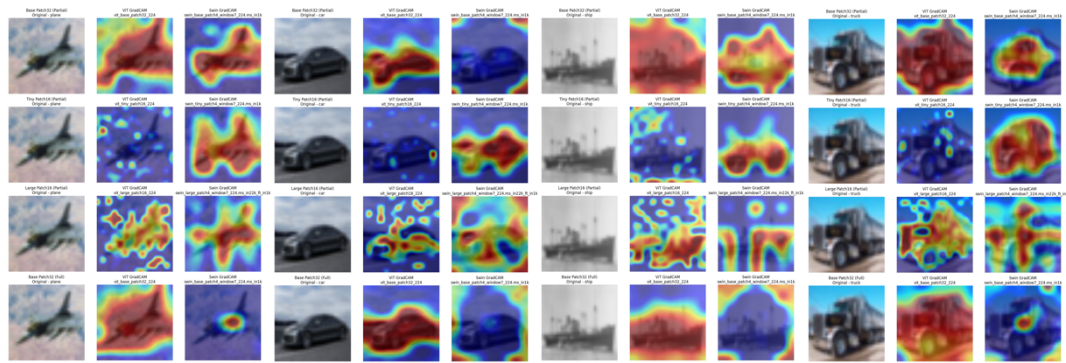 Base Patch32 (Partial)
Original - plane
ViT GradCAM
vit_base_patch32_224
Swin GradCAM
swin_base_patch4_window7_224.ms_in1k
Base Patch32 (Partial)
Original - car
ViT GradCAM
vit_base_patch32_224
Swin GradCAM
swin_base_patch4_window7_224.ms_in1k
Base Patch32 (Partial)
Original - ship
ViT GradCAM
vit_base_patch32_224
Swin GradCAM
swin_base_patch4_window7_224.ms_in1k
Base Patch32 (Partial)
Original - truck
ViT GradCAM
vit_base_patch32_224
Swin GradCAM
swin_base_patch4_window7_224.ms_in1k
Tiny Patch16 (Partial)
Original - plane
ViT GradCAM
vit_tiny_patch16_224
Swin GradCAM
swin_tiny_patch4_window7_224.ms_in1k
Tiny Patch16 (Partial)
Original - car
ViT GradCAM
vit_tiny_patch16_224
Swin GradCAM
swin_tiny_patch4_window7_224.ms_in1k
Tiny Patch16 (Partial)
Original - ship
ViT GradCAM
vit_tiny_patch16_224
Swin GradCAM
swin_tiny_patch4_window7_224.ms_in1k
Tiny Patch16 (Partial)
Original - truck
ViT GradCAM
vit_tiny_patch16_224
Swin GradCAM
swin_tiny_patch4_window7_224.ms_in1k
Large Patch16 (Partial)
Original - plane
ViT GradCAM
vit_large_patch16_224
Swin GradCAM
swin_large_patch4_window7_224.ms_in22k_ft_in1k
Large Patch16 (Partial)
Original - car
ViT GradCAM
vit_large_patch16_224
Swin GradCAM
swin_large_patch4_window7_224.ms_in22k_ft_in1k
Large Patch16 (Partial)
Original - ship
ViT GradCAM
vit_large_patch16_224
Swin GradCAM
swin_large_patch4_window7_224.ms_in22k_ft_in1k
Large Patch16 (Partial)
Original - truck
ViT GradCAM
vit_large_patch16_224
Swin GradCAM
swin_large_patch4_window7_224.ms_in22k_ft_in1k
Base Patch32 (Full)
Original - plane
ViT GradCAM
vit_base_patch32_224
Swin GradCAM
swin_base_patch4_window7_224.ms_in1k
Base Patch32 (Full)
Original - car
ViT GradCAM
vit_base_patch32_224
Swin GradCAM
swin_base_patch4_window7_224.ms_in1k
Base Patch32 (Full)
Original - ship
ViT GradCAM
vit_base_patch32_224
Swin GradCAM
swin_base_patch4_window7_224.ms_in1k
Base Patch32 (Full)
Original - truck
ViT GradCAM
vit_base_patch32_224
Swin GradCAM
swin_base_patch4_window7_224.ms_in1k